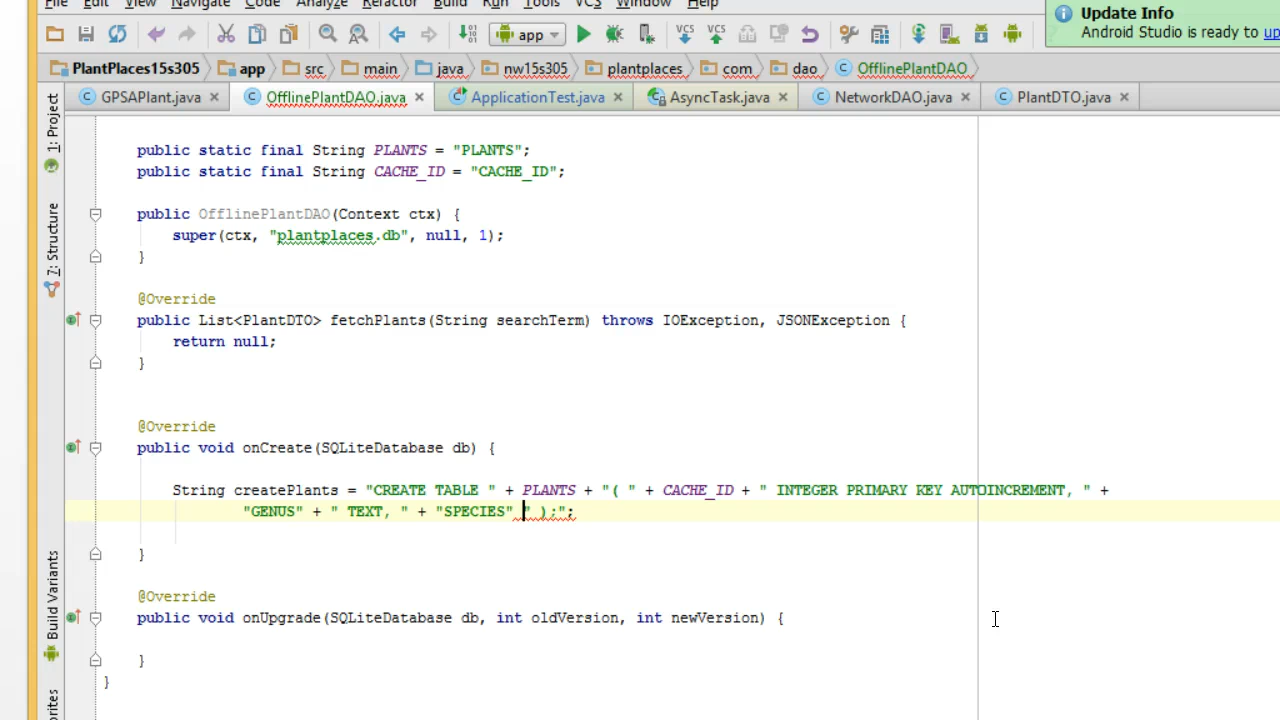 File Edit View Navigate Code Analyze Refactor Build Run Tools VCS Window Help
Update Info
Android Studio is ready to up
app
VCS VCS
PlantPlaces15s305 app src main java nw15s305 plantplaces com dao OfflinePlantDAO
GPSAPlant.java OfflinePlantDAO.java ApplicationTest.java AsyncTask.java NetworkDAO.java PlantDTO.java
1: Project
7: Structure
Build Variants
public static final String PLANTS = "PLANTS";
public static final String CACHE_ID = "CACHE_ID";
public OfflinePlantDAO(Context ctx) {
super(ctx, "plantplaces.db", null, 1);
}
@Override
public List<PlantDTO> fetchPlants(String searchTerm) throws IOException, JSONException {
return null;
}
@Override
public void onCreate(SQLiteDatabase db) {
String createPlants = "CREATE TABLE " + PLANTS + "( " + CACHE_ID + " INTEGER PRIMARY KEY AUTOINCREMENT, " +
"GENUS" + " TEXT, " + "SPECIES" " );";
}
@Override
public void onUpgrade(SQLiteDatabase db, int oldVersion, int newVersion) {
}
}